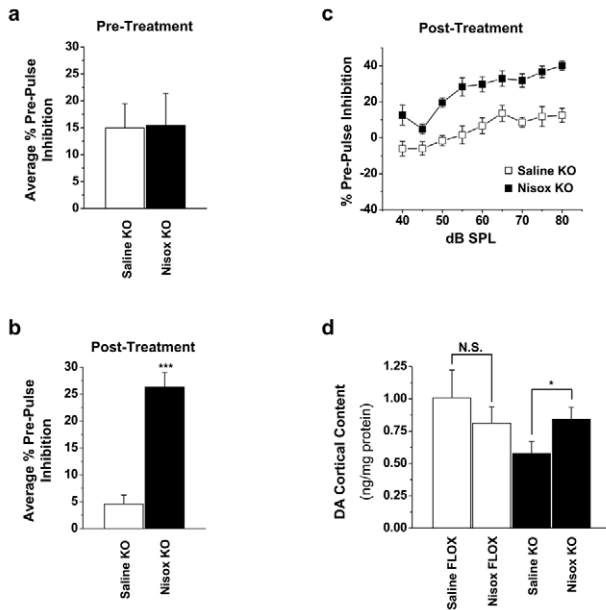 a
Pre-Treatment
Average % Pre-Pulse
Inhibition
30
25
20
15
10
5
0
Saline KO
Nisox KO
b
Post-Treatment
Average % Pre-Pulse
Inhibition
30
25
20
15
10
5
0
***
Saline KO
Nisox KO
c
Post-Treatment
% Pre-Pulse Inhibition
40
20
0
-20
-40
Saline KO
Nisox KO
40
50
60
70
80
dB SPL
d
DA Cortical Content
(ng/mg protein)
1.25
1.00
0.75
0.50
0.25
0.00
N.S.
*
Saline FLOX
Nisox FLOX
Saline KO
Nisox KO